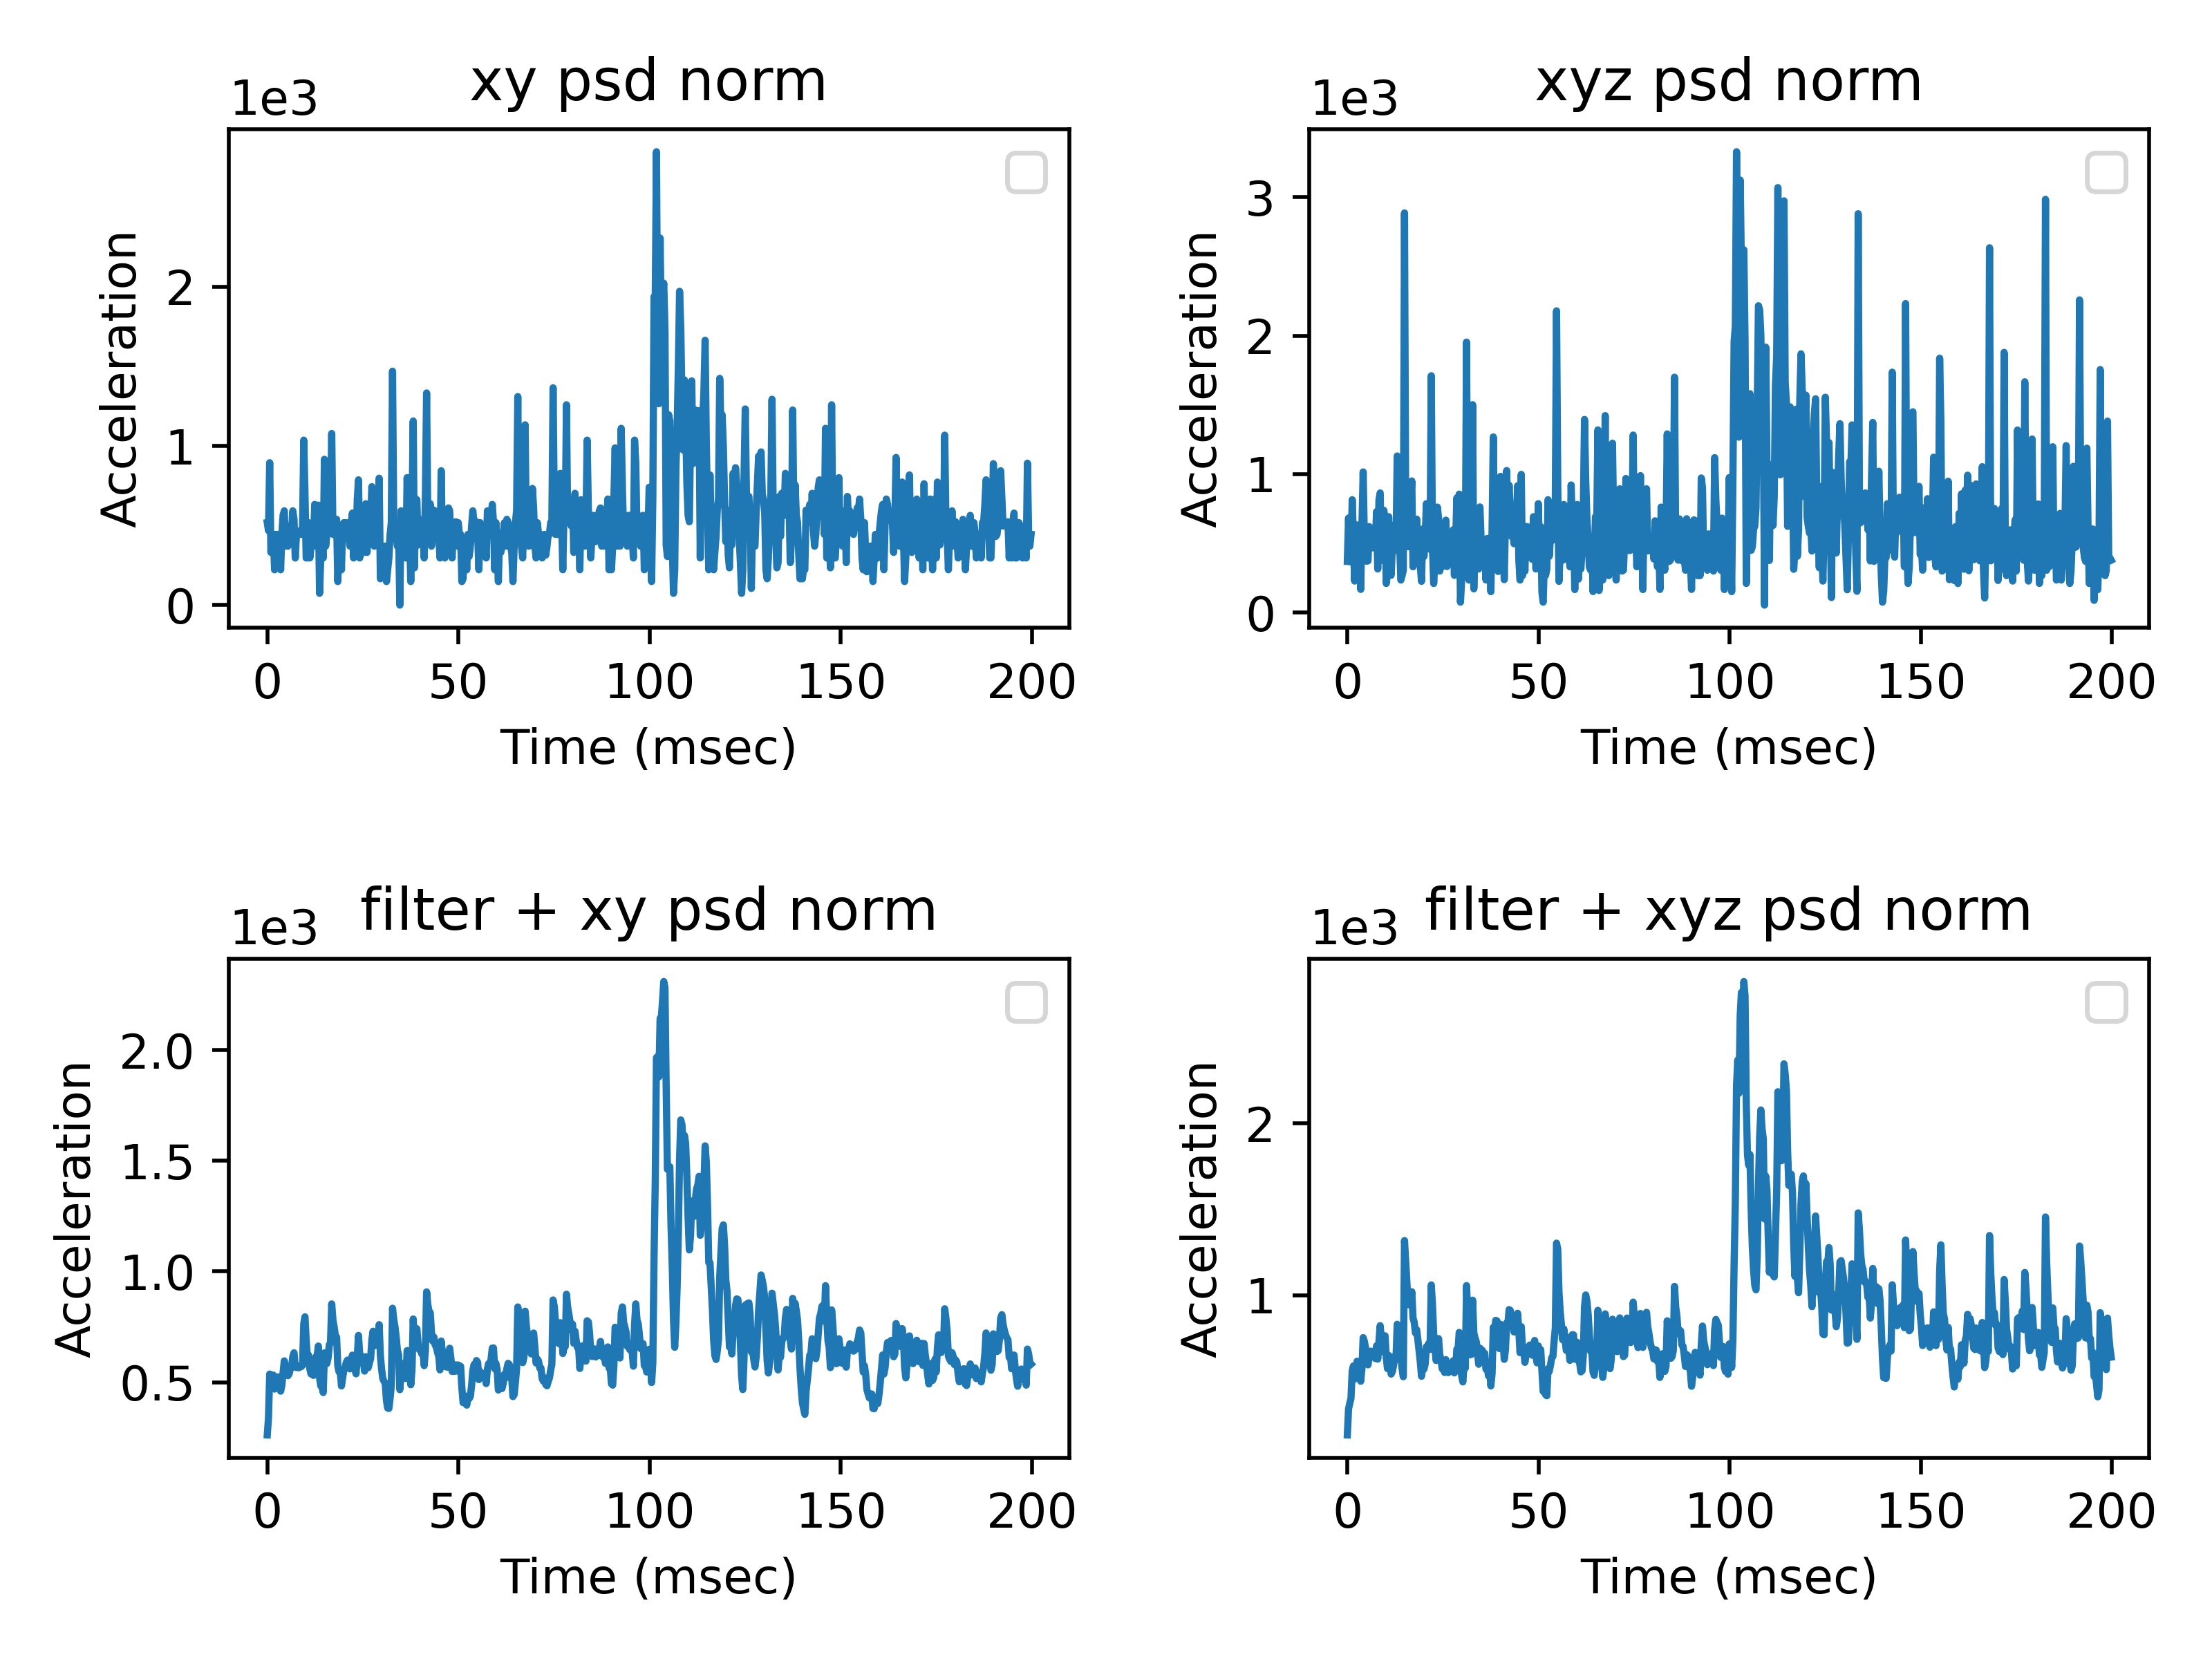 xy psd norm
1e3
Acceleration
2
1
0
0 50 100 150 200
Time (msec)
xyz psd norm
1e3
Acceleration
3
2
1
0
0 50 100 150 200
Time (msec)
filter + xy psd norm
1e3
Acceleration
2.0
1.5
1.0
0.5
0 50 100 150 200
Time (msec)
filter + xyz psd norm
1e3
Acceleration
2
1
0 50 100 150 200
Time (msec)